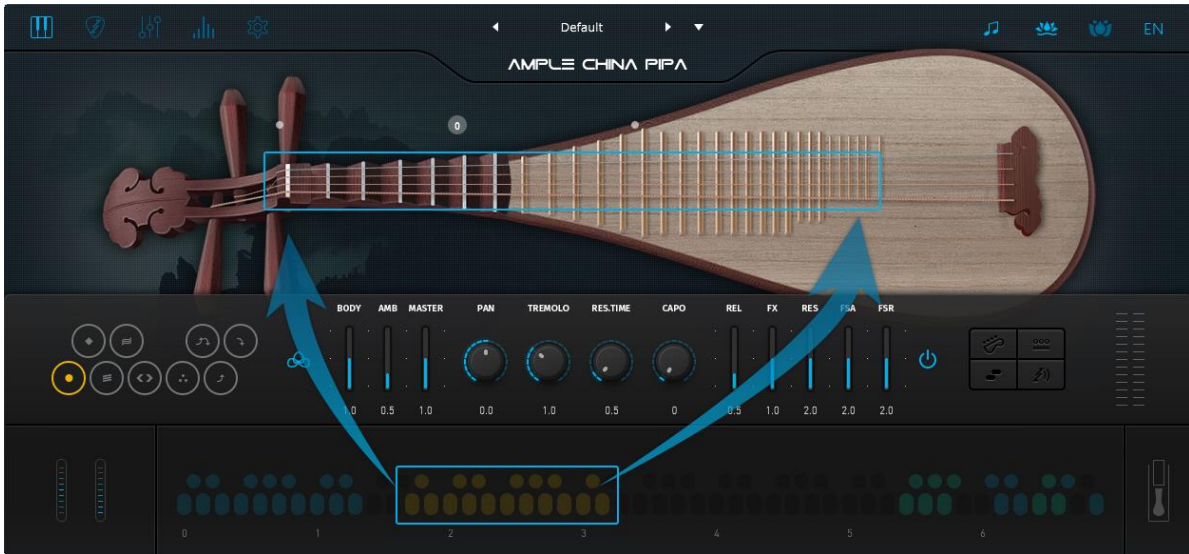 Default
EN
AMPLE CHINA PIPA
0
BODY AMB MASTER PAN TREMOLO RES.TIME CAPO REL FX RES FSA FSR
1.0 0.5 1.0 0.0 1.0 0.5 0 0.5 1.0 2.0 2.0 2.0
0 1 2 3 4 5 6